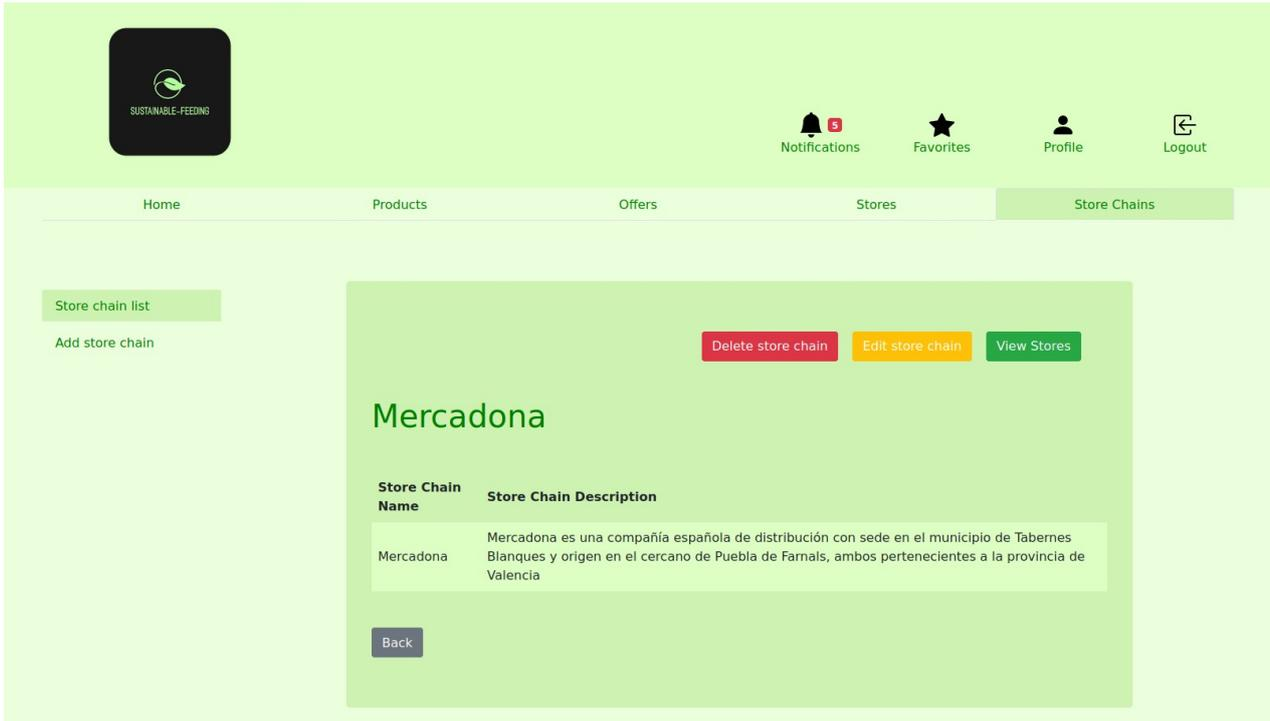 SUSTAINABLE-FEEDING
5
Notifications
Favorites
Profile
Logout
Home
Products
Offers
Stores
Store Chains
Store chain list
Add store chain
Delete store chain
Edit store chain
View Stores
Mercadona
Store Chain
Name
Store Chain Description
Mercadona
Mercadona es una compañía española de distribución con sede en el municipio de Tabernes
Blanques y origen en el cercano de Puebla de Farnals, ambos pertenecientes a la provincia de
Valencia
Back